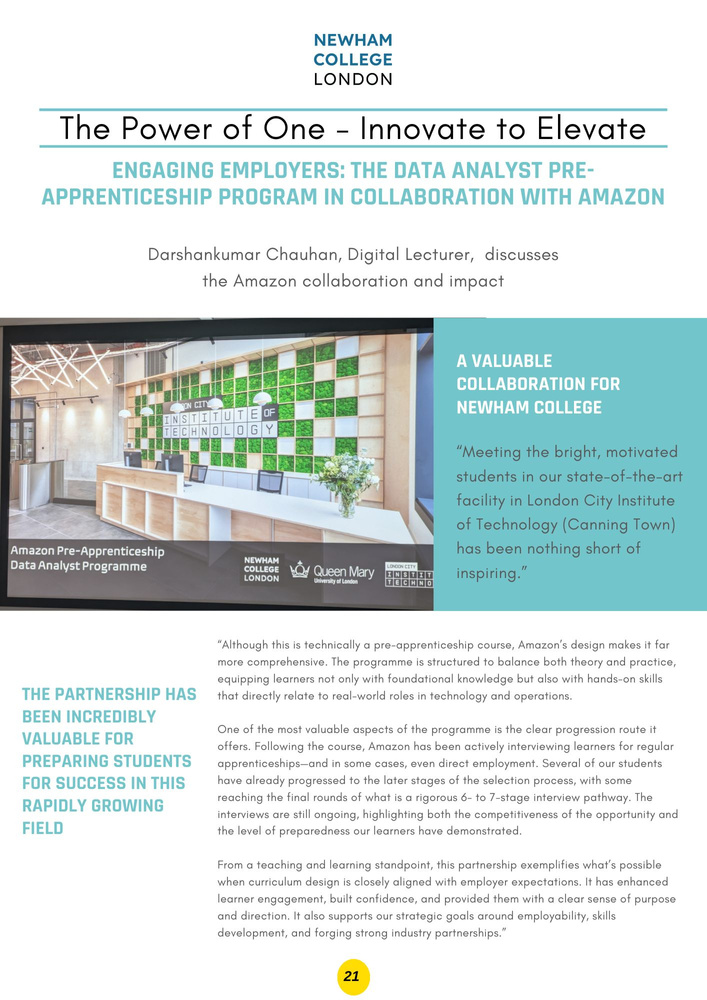 NEWHAM
COLLEGE
LONDON
The Power of One – Innovate to Elevate
ENGAGING EMPLOYERS: THE DATA ANALYST PRE-
APPRENTICESHIP PROGRAM IN COLLABORATION WITH AMAZON
Darshankumar Chauhan, Digital Lecturer,  discusses
the Amazon collaboration and impact
LONDON CITY
INSTITUTE OF
TECHNOLOGY
Amazon Pre-Apprenticeship
Data Analyst Programme
NEWHAM
COLLEGE
LONDON
Queen Mary
University of London
LONDON CITY
INSTIT
TECHNO
A VALUABLE
COLLABORATION FOR
NEWHAM COLLEGE
“Meeting the bright, motivated
students in our state-of-the-art
facility in London City Institute
of Technology (Canning Town)
has been nothing short of
inspiring.”
THE PARTNERSHIP HAS
BEEN INCREDIBLY
VALUABLE FOR
PREPARING STUDENTS
FOR SUCCESS IN THIS
RAPIDLY GROWING
FIELD
“Although this is technically a pre-apprenticeship course, Amazon’s design makes it far
more comprehensive. The programme is structured to balance both theory and practice,
equipping learners not only with foundational knowledge but also with hands-on skills
that directly relate to real-world roles in technology and operations.
One of the most valuable aspects of the programme is the clear progression route it
offers. Following the course, Amazon has been actively interviewing learners for regular
apprenticeships—and in some cases, even direct employment. Several of our students
have already progressed to the later stages of the selection process, with some
reaching the final rounds of what is a rigorous 6- to 7-stage interview pathway. The
interviews are still ongoing, highlighting both the competitiveness of the opportunity and
the level of preparedness our learners have demonstrated.
From a teaching and learning standpoint, this partnership exemplifies what’s possible
when curriculum design is closely aligned with employer expectations. It has enhanced
learner engagement, built confidence, and provided them with a clear sense of purpose
and direction. It also supports our strategic goals around employability, skills
development, and forging strong industry partnerships.”
21